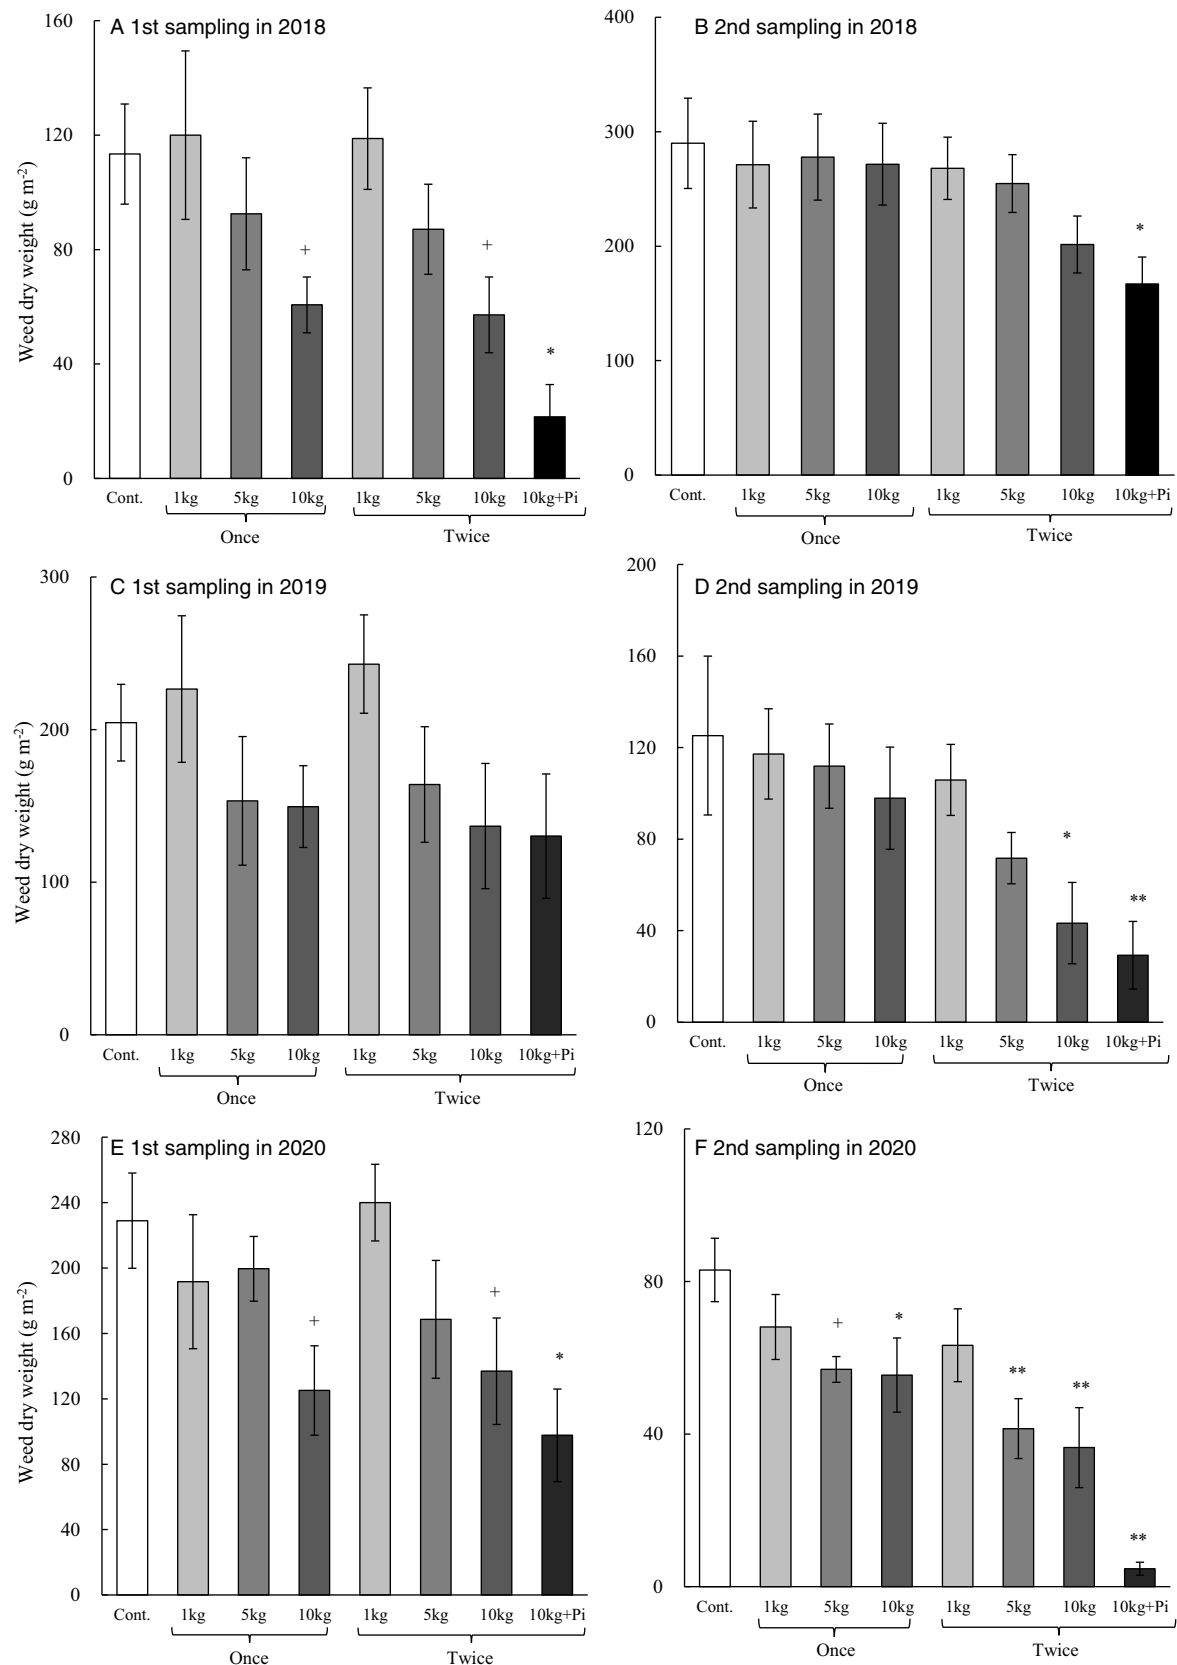 A 1st sampling in 2018
Weed dry weight (g m-2)
160
120
80
40
0
+
+
*
Cont. 1kg 5kg 10kg 1kg 5kg 10kg 10kg+Pi
Once Twice
B 2nd sampling in 2018
400
300
200
100
0
*
Cont. 1kg 5kg 10kg 1kg 5kg 10kg 10kg+Pi
Once Twice
C 1st sampling in 2019
Weed dry weight (g m-2)
300
200
100
0
Cont. 1kg 5kg 10kg 1kg 5kg 10kg 10kg+Pi
Once Twice
D 2nd sampling in 2019
200
160
120
80
40
0
*
**
Cont. 1kg 5kg 10kg 1kg 5kg 10kg 10kg+Pi
Once Twice
E 1st sampling in 2020
Weed dry weight (g m-2)
280
240
200
160
120
80
40
0
+
+
*
Cont. 1kg 5kg 10kg 1kg 5kg 10kg 10kg+Pi
Once Twice
F 2nd sampling in 2020
120
80
40
0
+
*
**
**
**
Cont. 1kg 5kg 10kg 1kg 5kg 10kg 10kg+Pi
Once Twice